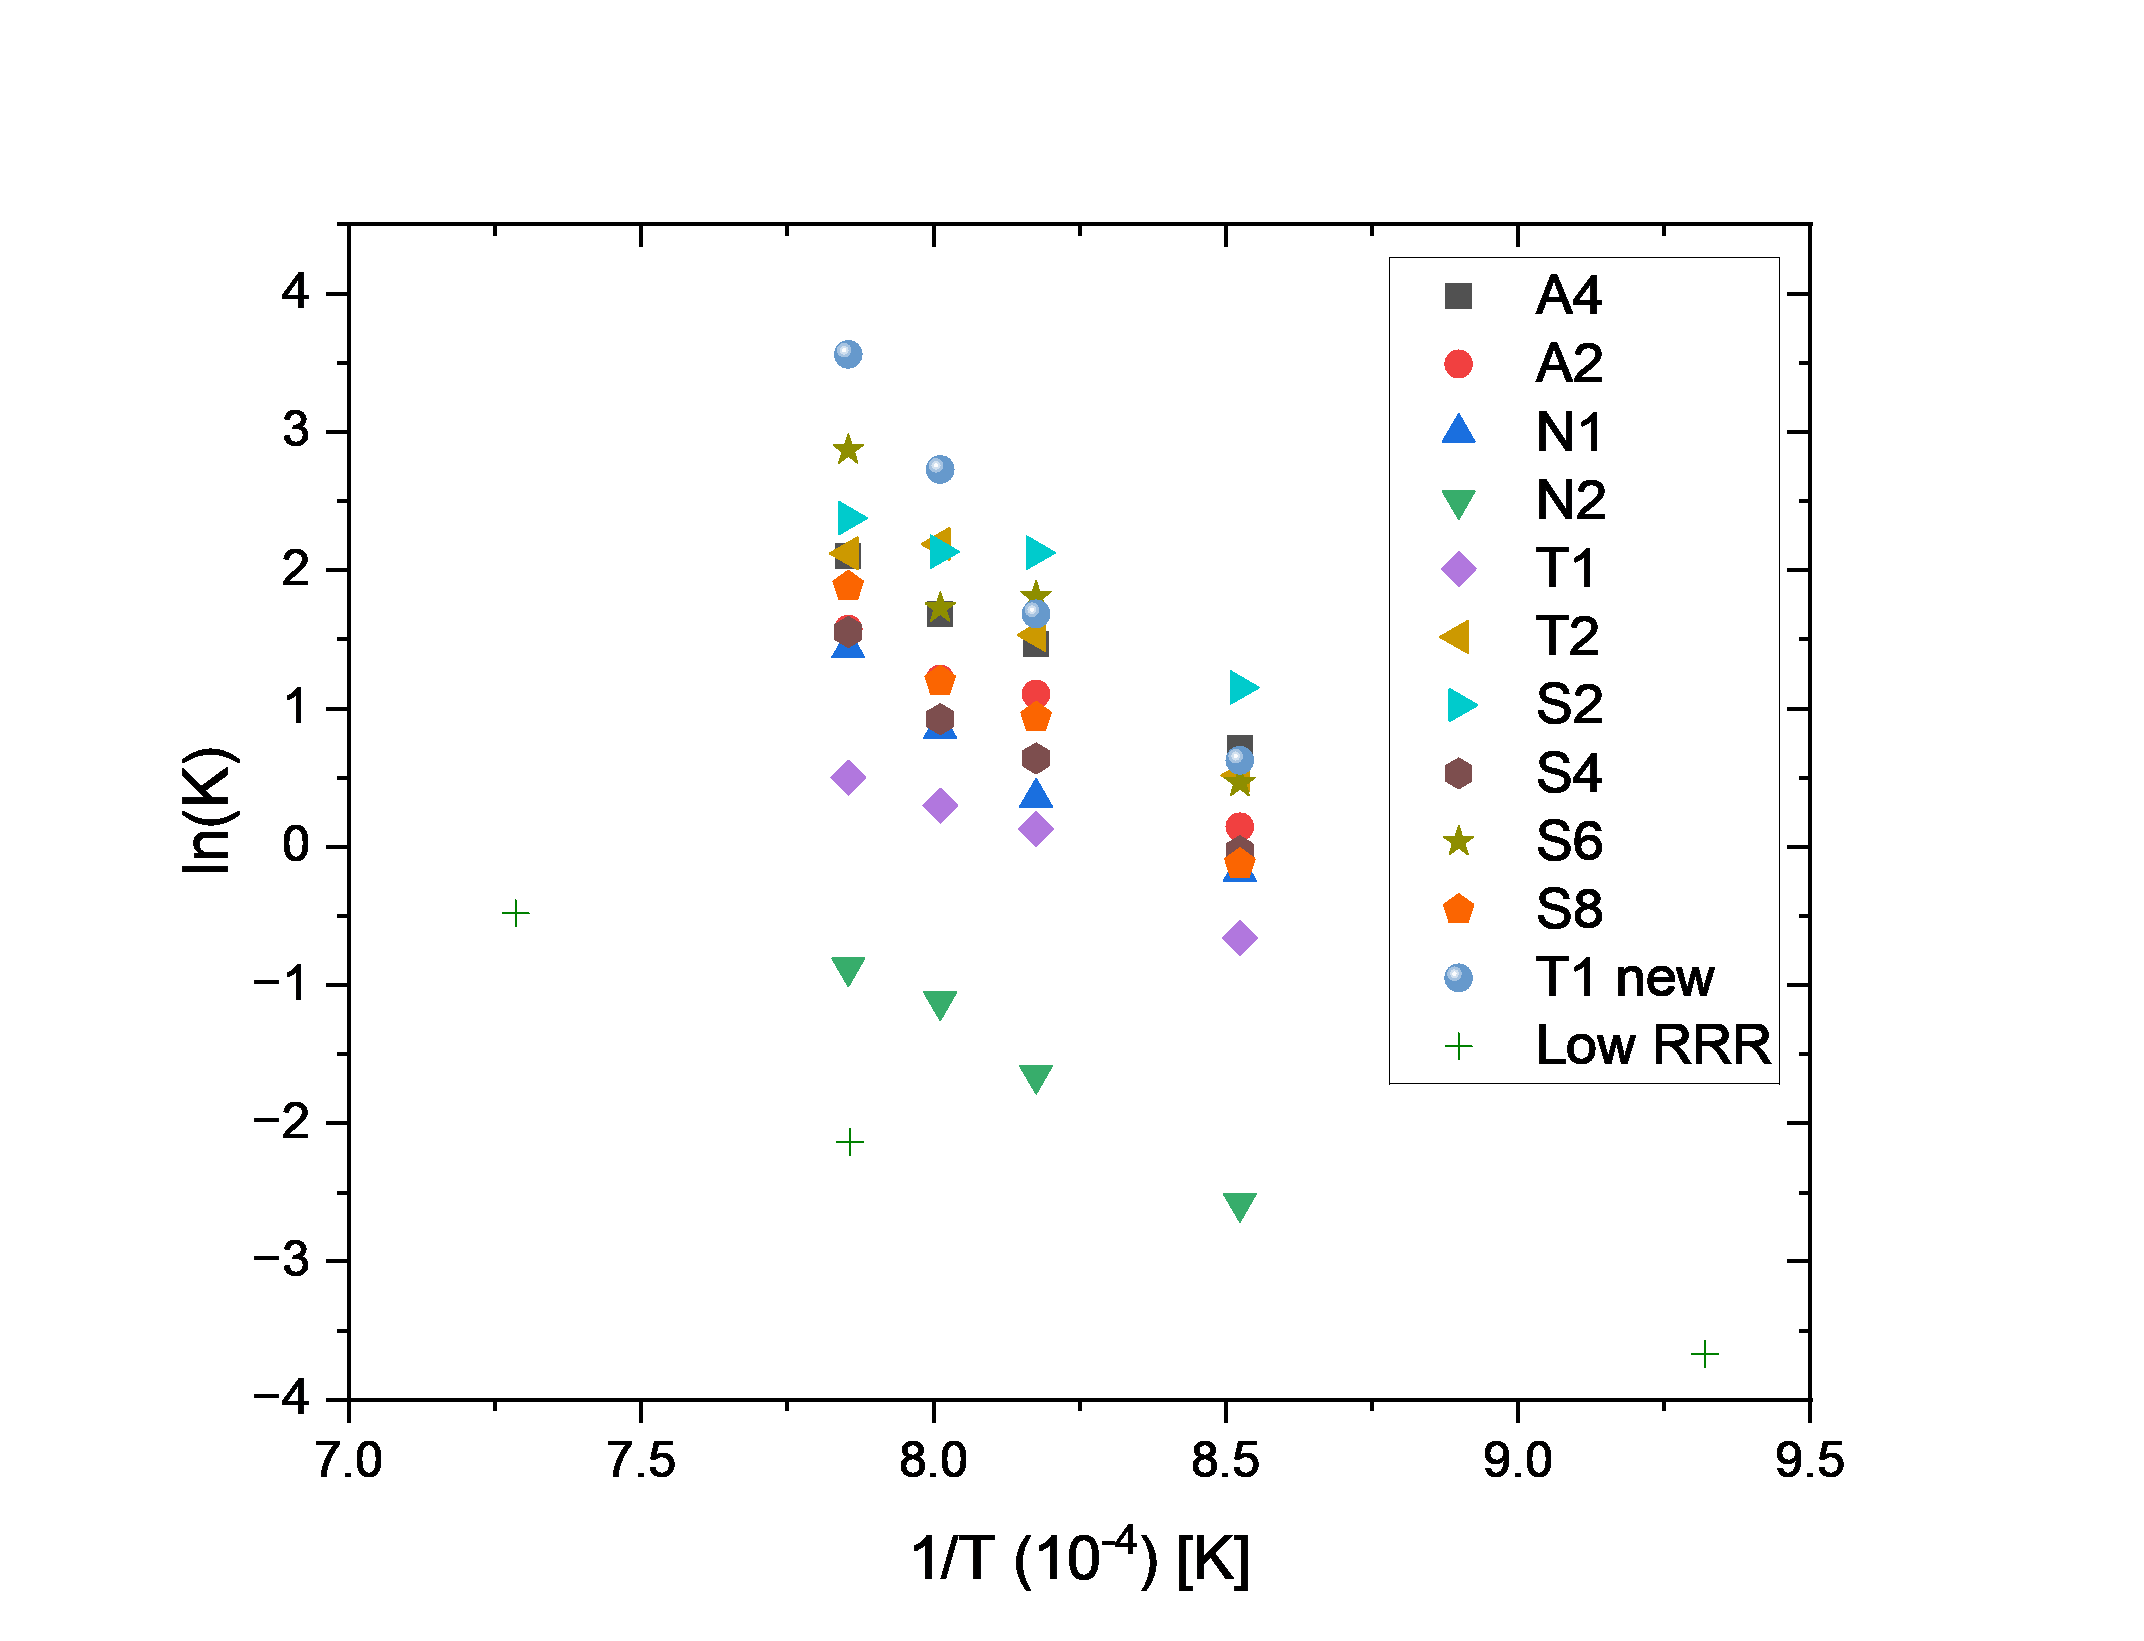 4
3
2
1
0
−1
−2
−3
−4
ln(K)
7.0 7.5 8.0 8.5 9.0 9.5
1/T (10⁻⁴) [K]
A4
A2
N1
N2
T1
T2
S2
S4
S6
S8
T1 new
Low RRR